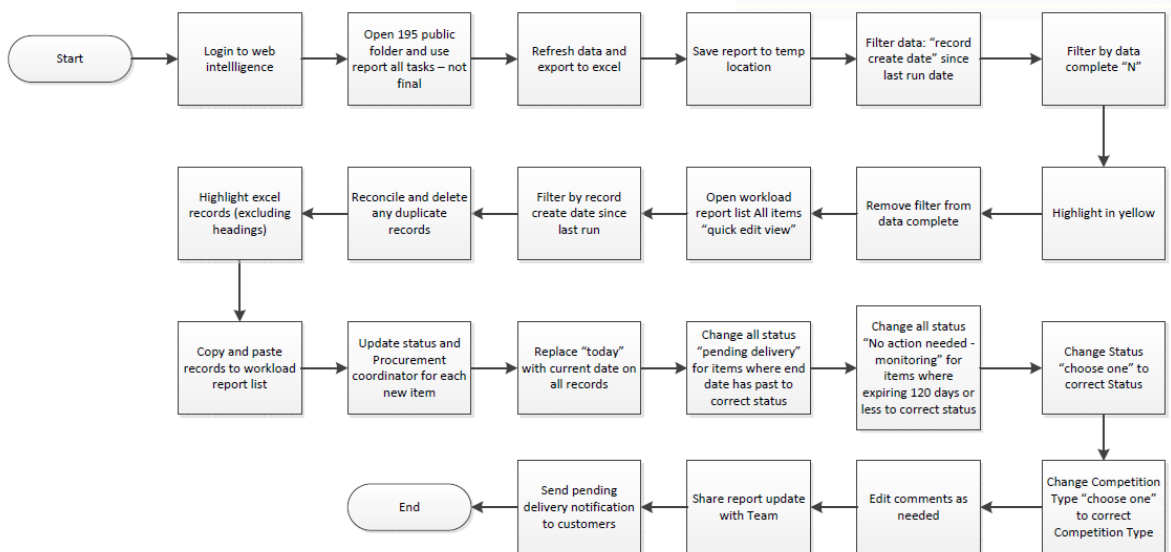 Start
Login to web
intellligence
Open 195 public
folder and use
report all tasks – not
final
Refresh data and
export to excel
Save report to temp
location
Filter data: “record
create date” since
last run date
Filter by data
complete “N”
Highlight in yellow
Remove filter from
data complete
Open workload
report list All items
“quick edit view”
Filter by record
create date since
last run
Reconcile and delete
any duplicate
records
Highlight excel
records (excluding
headings)
Copy and paste
records to workload
report list
Update status and
Procurement
coordinator for each
new item
Replace “today”
with current date on
all records
Change all status
“pending delivery”
for items where end
date has past to
correct status
Change all status
“No action needed -
monitoring” for
items where
expiring 120 days or
less to correct status
Change Status
“choose one” to
correct Status
Change Competition
Type “choose one”
to correct
Competition Type
Edit comments as
needed
Share report update
with Team
Send pending
delivery notification
to customers
End